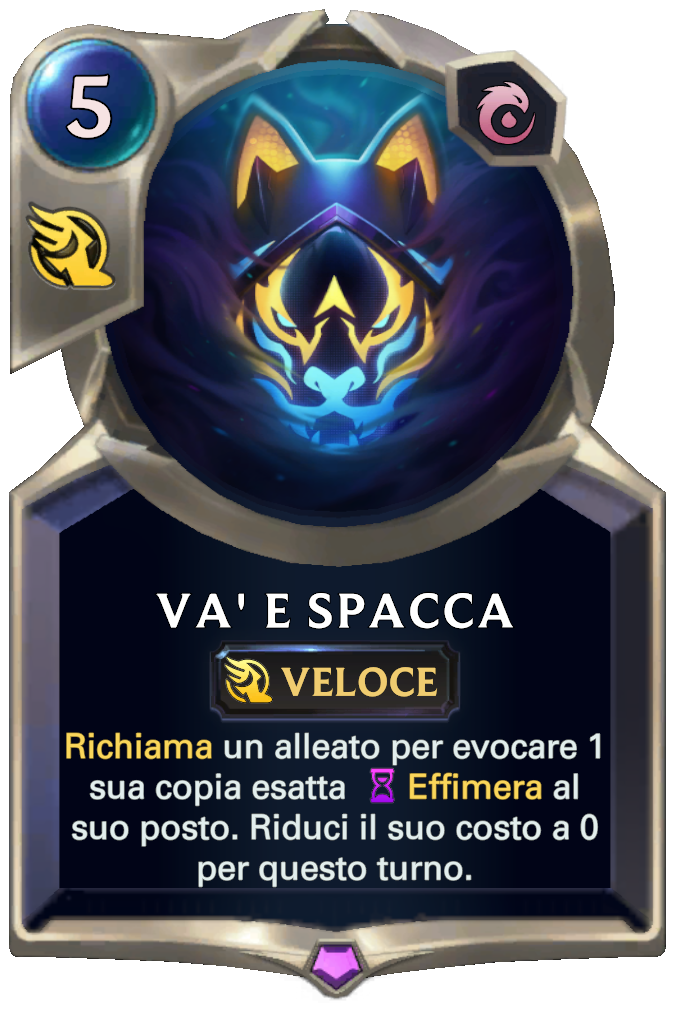 5
VA' E SPACCA
VELOCE
Richiama un alleato per evocare 1
sua copia esatta Effimera al
suo posto. Riduci il suo costo a 0
per questo turno.